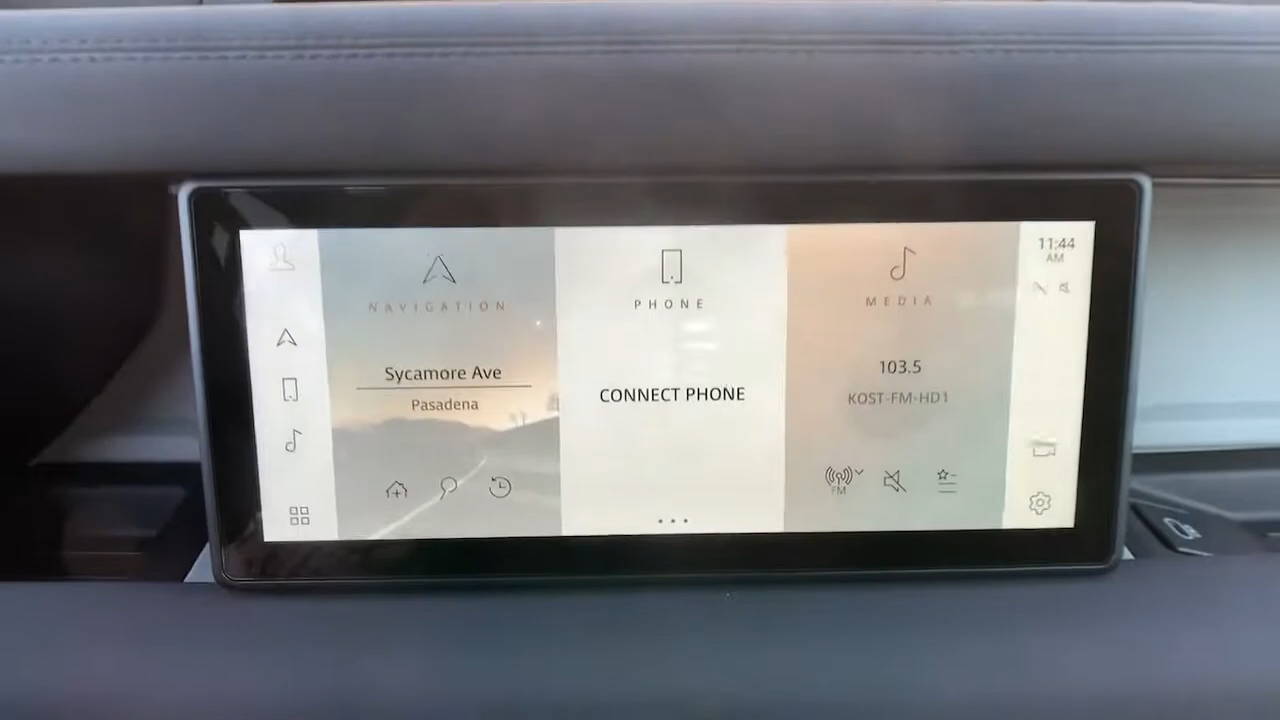 NAVIGATION
Sycamore Ave
Pasadena
PHONE
CONNECT PHONE
MEDIA
103.5
KOST-FM-HD1
FM
11:44
AM